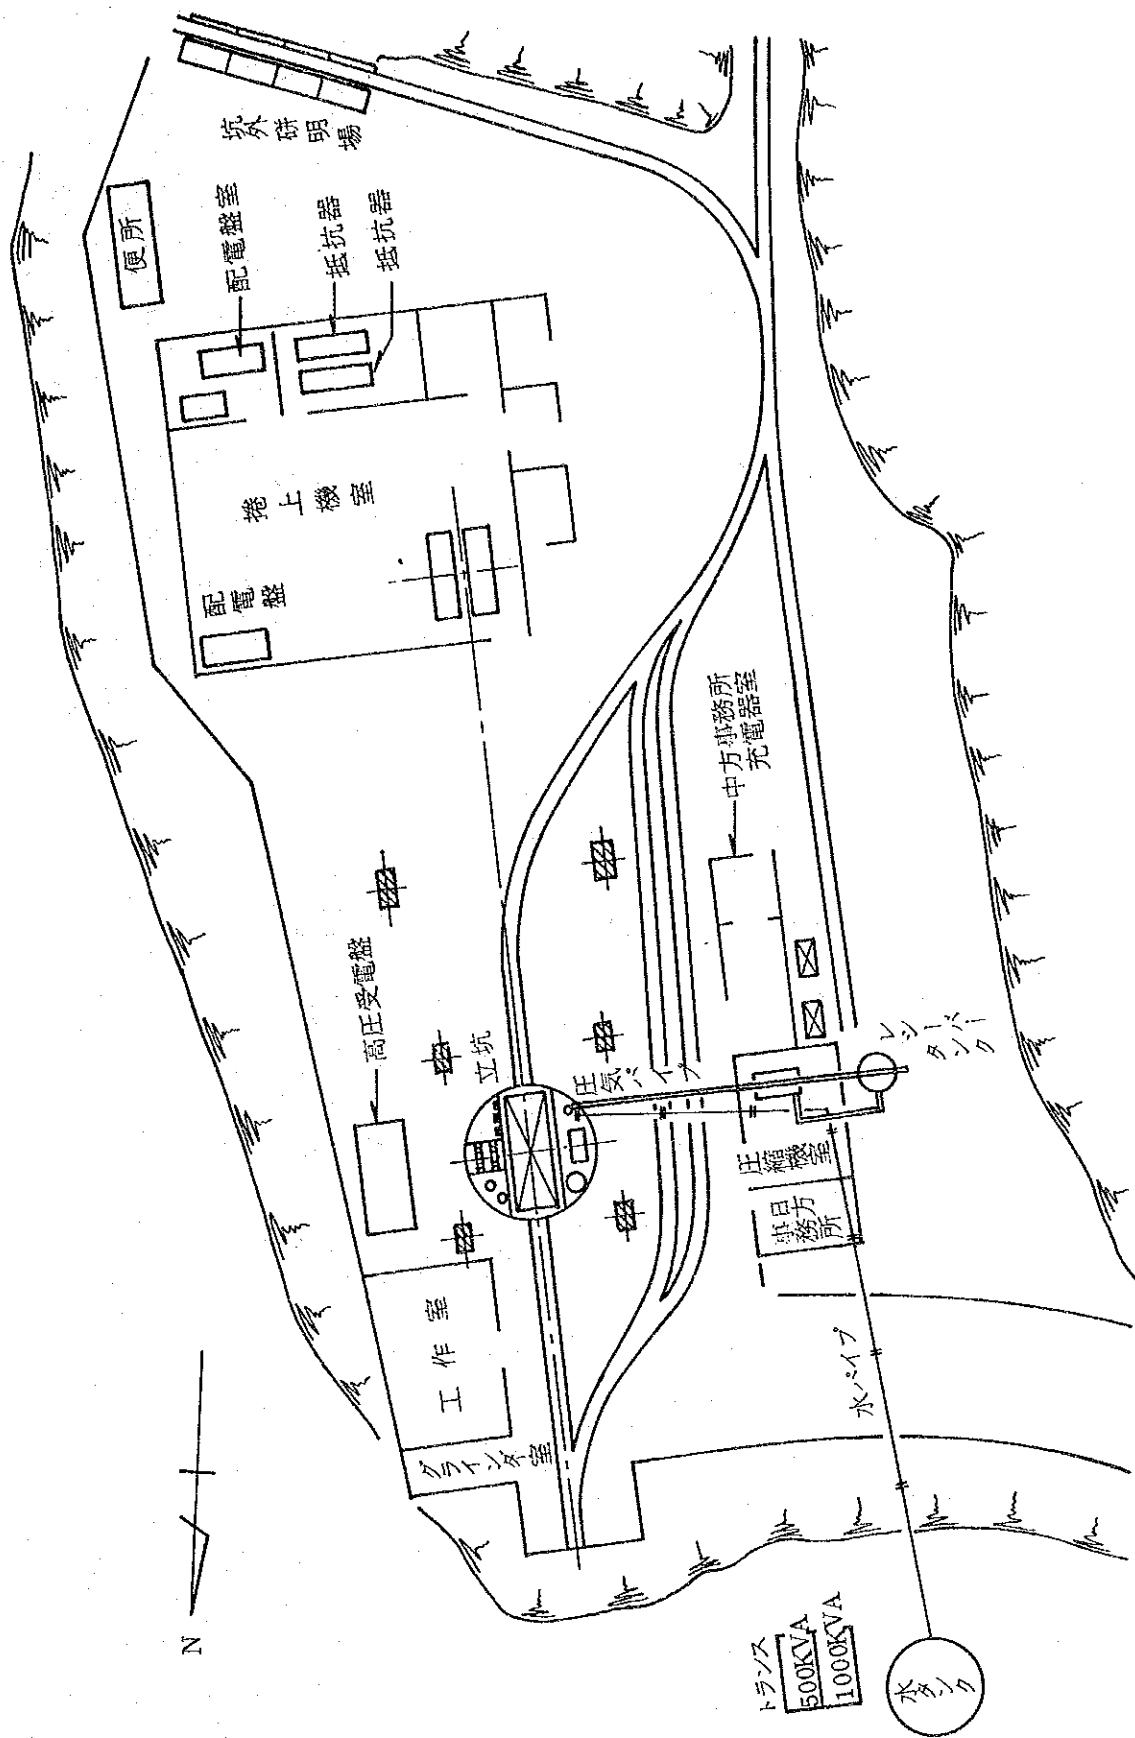 坑外研明場
便所
配電盤室
抵抗器
抵抗器
捲上機室
配電盤
高圧受電盤
立坑
圧気パイプ
中方事務所
充電器室
レシーバー
タンク
圧縮機室
日方
事務所
工作室
グラインダー室
水パイプ
N
トランス
500KVA
1000KVA
水タンク